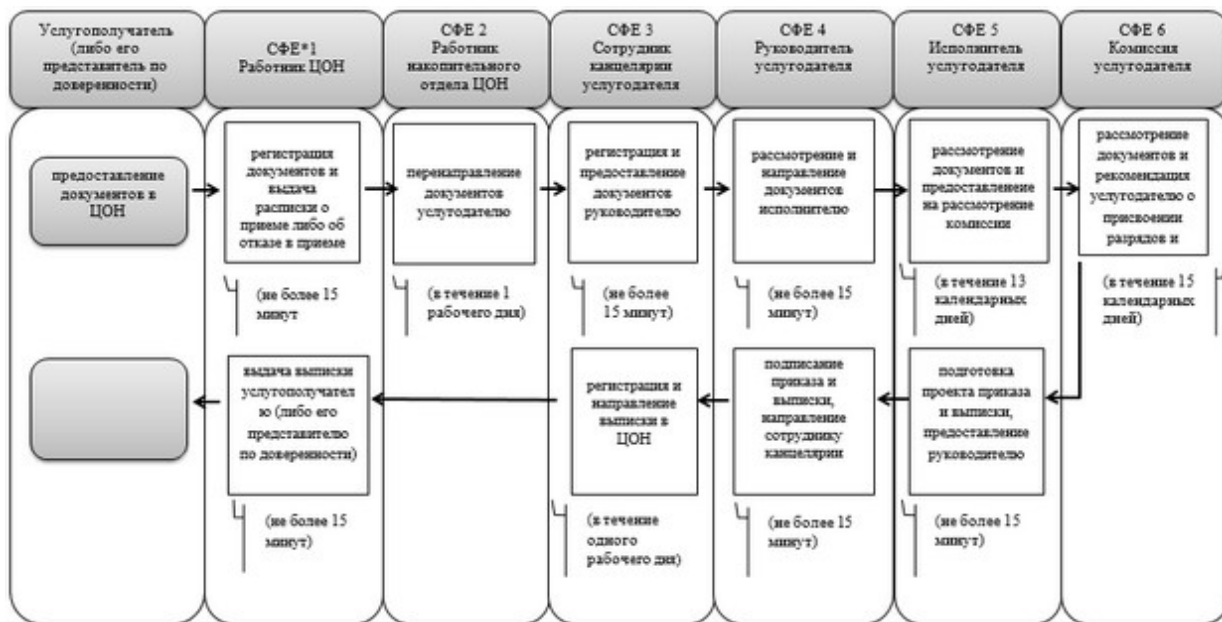 Услугополучатель
(либо его
представитель по
доверенности)
СФЕ*1
Работник ЦОН
СФЕ 2
Работник
накопительного
отдела ЦОН
СФЕ 3
Сотрудник
канцелярии
услугодателя
СФЕ 4
Руководитель
услугодателя
СФЕ 5
Исполнитель
услугодателя
СФЕ 6
Комиссия
услугодателя
предоставление
документов в
ЦОН
регистрация
документов и
выдача
расписки о
приеме либо об
отказе в приеме
перенаправление
документов
услугодателю
регистрация и
предоставление
документов
руководителю
рассмотрение и
направление
документов
исполнителю
рассмотрение
документов и
предоставленеие
на рассмотрение
комиссии
рассмотрение
документов и
рекомендация
услугодателю о
присвоении
разрядов и
(не более 15
минут
(в течение 1
рабочего дня)
(не более
15 минут)
(не более 15
минут)
(в течение 13
календарных
дней)
(в течение 15
календарных
дней)
выдача выписки
услугополучател
ю (либо его
представителю
по доверенности)
регистрация и
направление
выписки в
ЦОН
подписание
приказа и
выписки,
направление
сотруднику
канцелярии
подготовка
проекта приказа
и выписки,
предоставление
руководителю
(не более 15
минут)
(в течение
одного
рабочего дня)
(не более 15
минут)
(не более 15
минут)